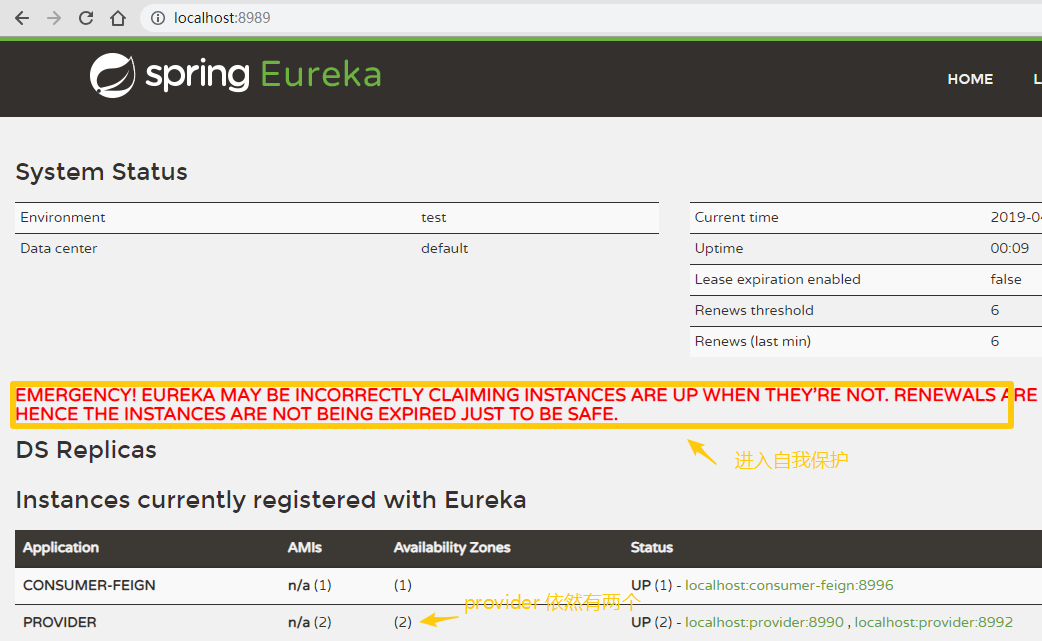 localhost:8989
spring Eureka
HOME L
System Status
Environment test
Data center default
Current time 2019-04
Uptime 00:09
Lease expiration enabled false
Renews threshold 6
Renews (last min) 6
EMERGENCY! EUREKA MAY BE INCORRECTLY CLAIMING INSTANCES ARE UP WHEN THEY'RE NOT. RENEWALS ARE
HENCE THE INSTANCES ARE NOT BEING EXPIRED JUST TO BE SAFE.
进入自我保护
DS Replicas
Instances currently registered with Eureka
Application AMIs Availability Zones Status
CONSUMER-FEIGN n/a (1) (1) UP (1) - localhost:consumer-feign:8996
provider 依然有两个
PROVIDER n/a (2) (2) UP (2) - localhost:provider:8990 , localhost:provider:8992